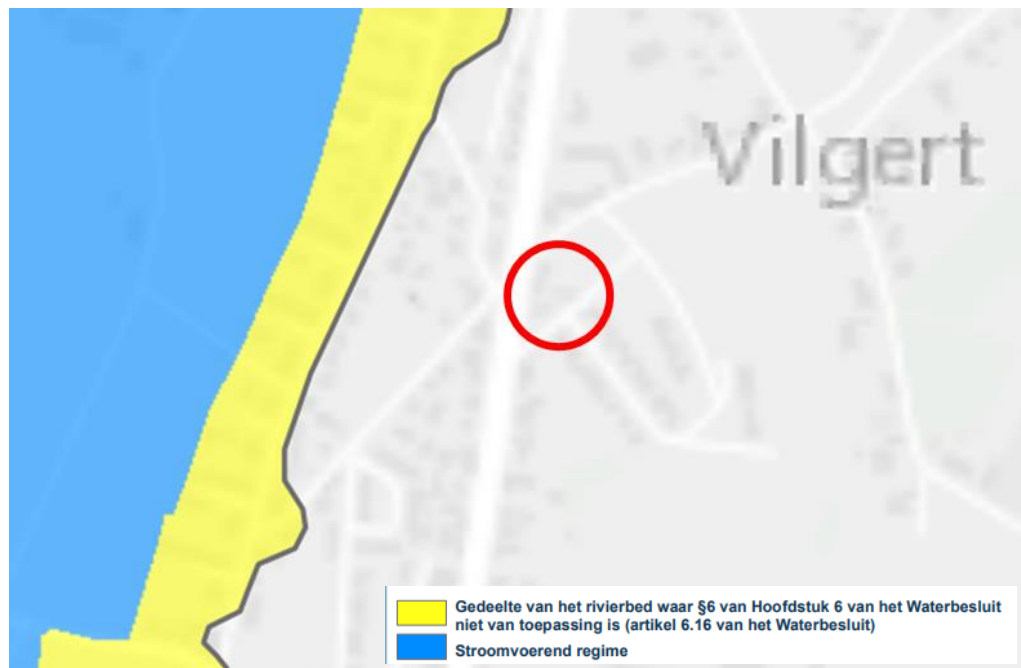 Vilgert
Gedeelte van het rivierbed waar §6 van Hoofdstuk 6 van het Waterbesluit
niet van toepassing is (artikel 6.16 van het Waterbesluit)
Stroomvoerend regime